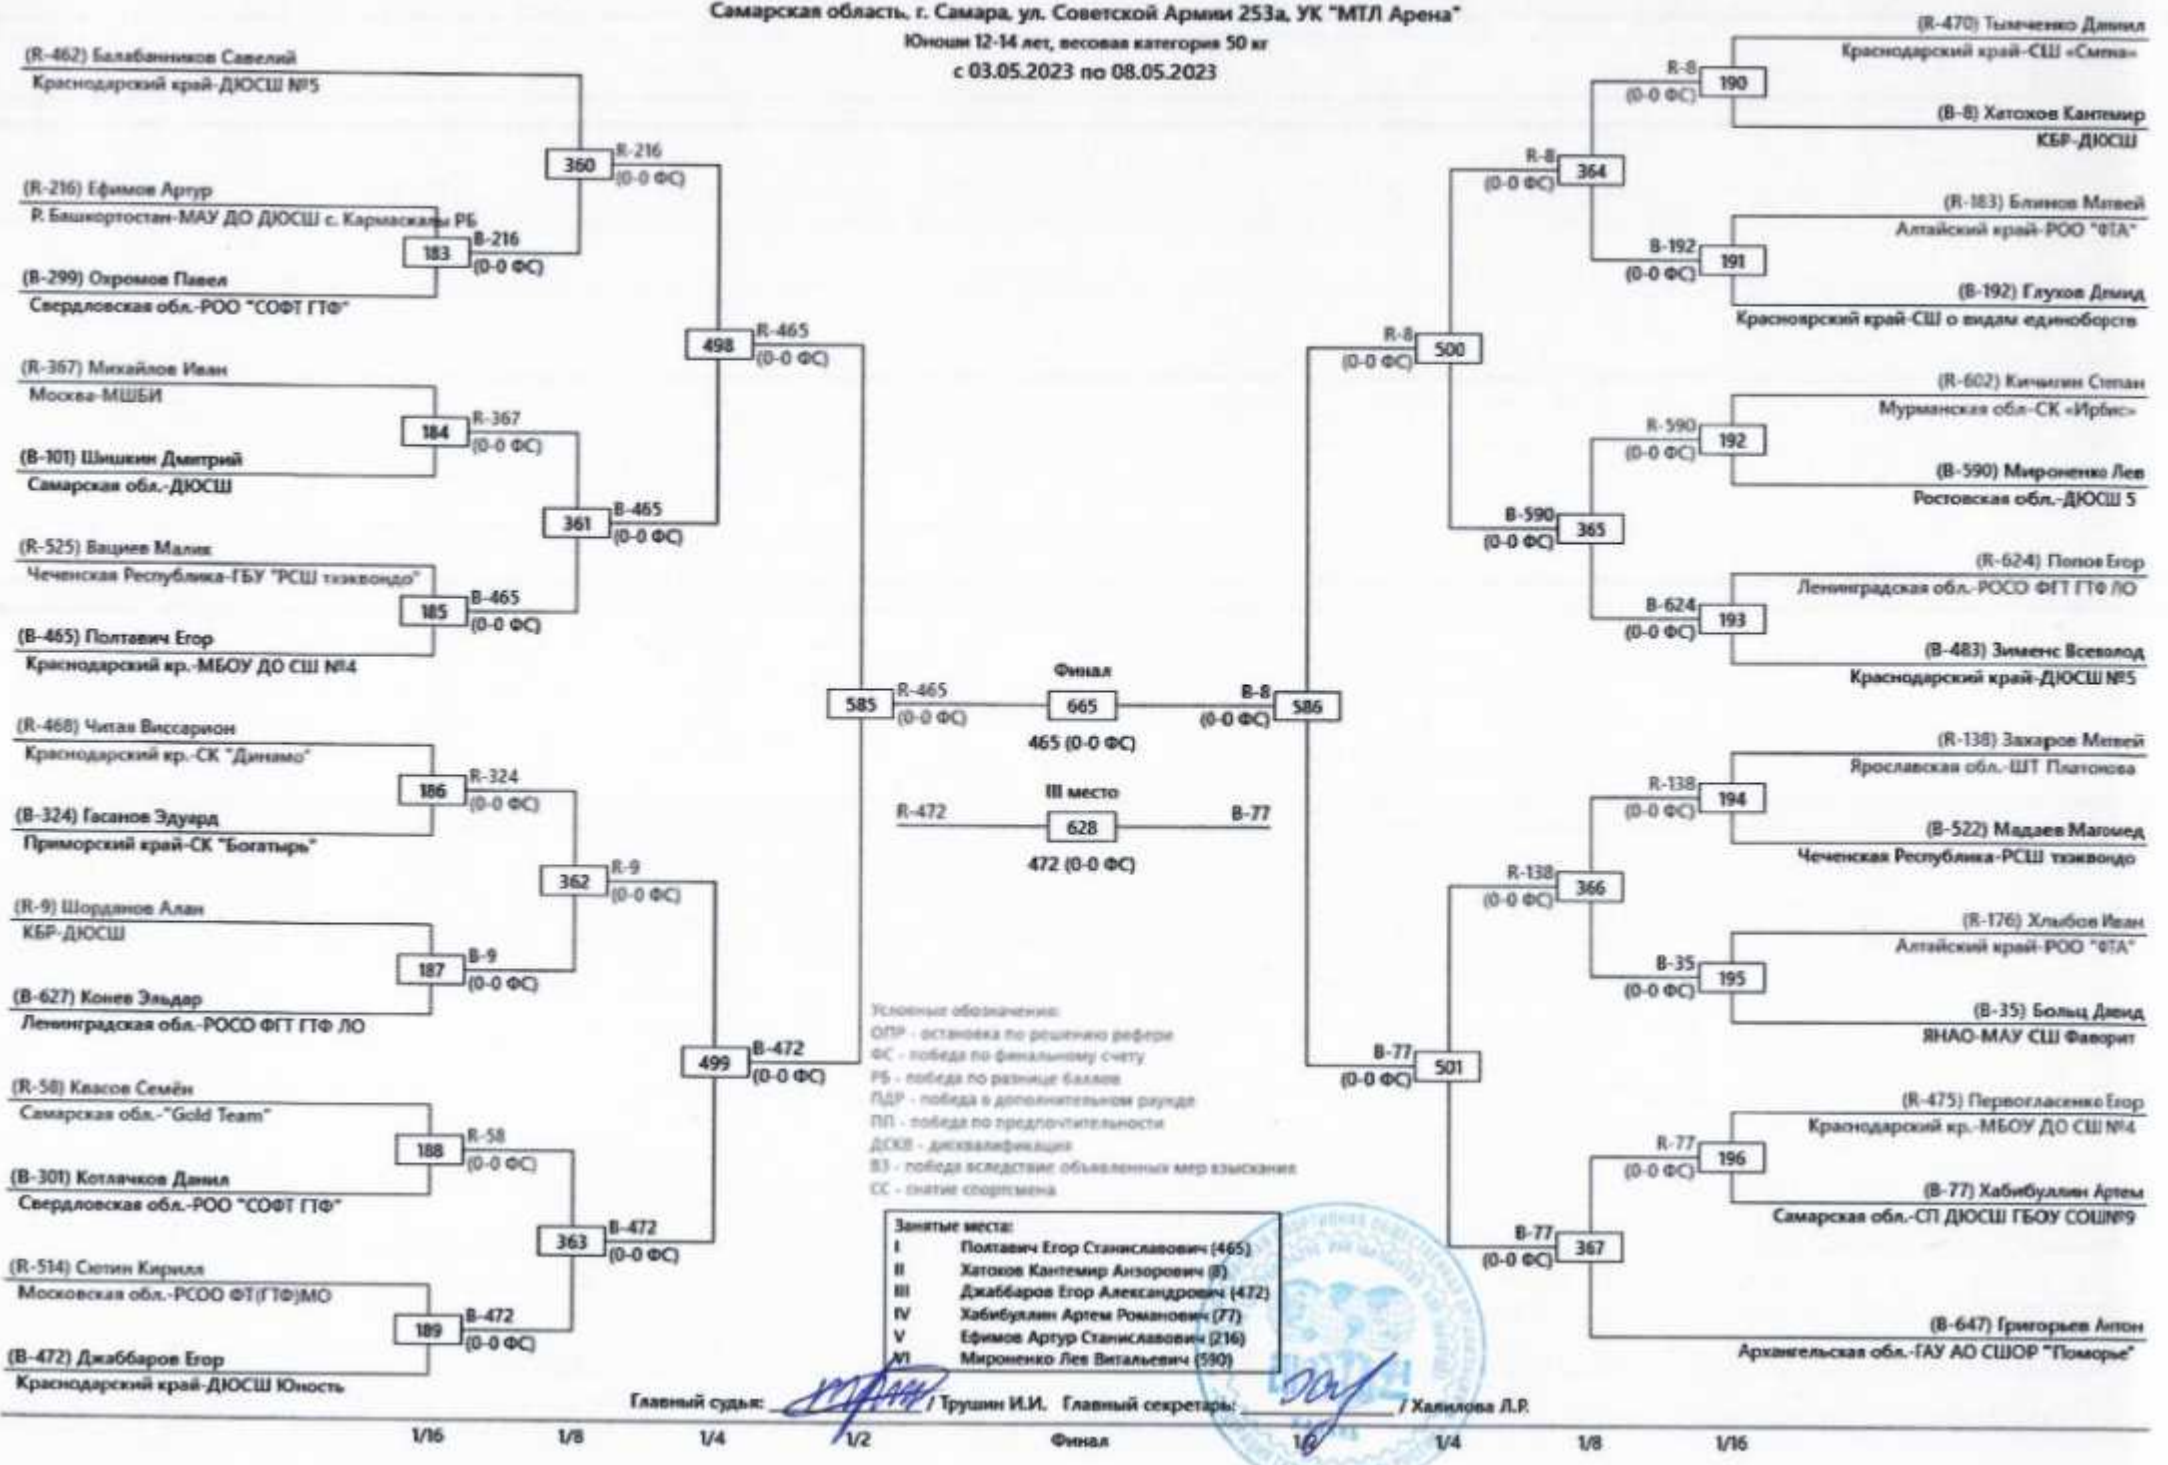 Самарская область, г. Самара, ул. Советской Армии 253а, УК "МТЛ Арена"
Юноши 12-14 лет, весовая категория 50 кг
с 03.05.2023 по 08.05.2023
(R-462) Балабанников Савелий
Краснодарский край-ДЮСШ №5
360
R-216
(0-0 ФС)
(R-216) Ефимов Артур
Р. Башкортостан-МАУ ДО ДЮСШ с. Кармаскалы РБ
183
B-216
(0-0 ФС)
(B-299) Охромов Павел
Свердловская обл.-РОО "СОФТ ГТФ"
498
R-465
(0-0 ФС)
(R-367) Михайлов Иван
Москва-МШБИ
184
R-367
(0-0 ФС)
(B-101) Шишкин Дмитрий
Самарская обл.-ДЮСШ
361
B-465
(0-0 ФС)
(R-525) Вациев Малик
Чеченская Республика-ГБУ "РСШ тхэквондо"
185
B-465
(0-0 ФС)
(B-465) Полтавич Егор
Краснодарский кр.-МБОУ ДО СШ №4
585
R-465
(0-0 ФС)
(R-468) Читая Виссарион
Краснодарский кр.-СК "Динамо"
186
R-324
(0-0 ФС)
(B-324) Гасанов Эдуард
Приморский край-СК "Богатырь"
362
R-9
(0-0 ФС)
(R-9) Шорданов Алан
КБР-ДЮСШ
187
B-9
(0-0 ФС)
(B-627) Конев Эльдар
Ленинградская обл.-РОСО ФГТ ГТФ ЛО
499
B-472
(0-0 ФС)
(R-58) Квасов Семён
Самарская обл.-"Gold Team"
188
R-58
(0-0 ФС)
(B-301) Котлячков Данил
Свердловская обл.-РОО "СОФТ ГТФ"
363
B-472
(0-0 ФС)
(R-514) Сютин Кирилл
Московская обл.-РСОО ФТ(ГТФ)МО
189
B-472
(0-0 ФС)
(B-472) Джаббаров Егор
Краснодарский край-ДЮСШ Юность
Финал
665
465 (0-0 ФС)
III место
R-472
628
B-77
472 (0-0 ФС)
(R-470) Тымченко Даниил
Краснодарский край-СШ «Смена»
R-8
(0-0 ФС)
190
(B-8) Хатохов Кантемир
КБР-ДЮСШ
R-8
(0-0 ФС)
364
(R-183) Блинов Матвей
Алтайский край-РОО "ФТА"
B-192
(0-0 ФС)
191
(B-192) Глухов Демид
Красноярский край-СШ о видам единоборств
R-8
(0-0 ФС)
500
(R-602) Кичигин Степан
Мурманская обл-СК «Ирбис»
R-590
(0-0 ФС)
192
(B-590) Мироненко Лев
Ростовская обл.-ДЮСШ 5
B-590
(0-0 ФС)
365
(R-624) Попов Егор
Ленинградская обл.-РОСО ФГТ ГТФ ЛО
B-624
(0-0 ФС)
193
(B-483) Зименс Всеволод
Краснодарский край-ДЮСШ №5
B-8
(0-0 ФС)
586
(R-138) Захаров Матвей
Ярославская обл.-ШТ Платонова
R-138
(0-0 ФС)
194
(B-522) Мадаев Магомед
Чеченская Республика-РСШ тхэквондо
R-138
(0-0 ФС)
366
(R-176) Хлыбов Иван
Алтайский край-РОО "ФТА"
B-35
(0-0 ФС)
195
(B-35) Больц Давид
ЯНАО-МАУ СШ Фаворит
B-77
(0-0 ФС)
501
(R-475) Первогласенко Егор
Краснодарский кр.-МБОУ ДО СШ №4
R-77
(0-0 ФС)
196
(B-77) Хабибуллин Артем
Самарская обл.-СП ДЮСШ ГБОУ СОШ№9
B-77
(0-0 ФС)
367
(B-647) Григорьев Антон
Архангельская обл.-ГАУ АО СШОР "Поморье"
Условные обозначения:
ОПР - остановка по решению рефери
ФС - победа по финальному счету
РБ - победа по разнице баллов
ПДР - победа в дополнительном раунде
ПП - победа по предпочтительности
ДСКВ - дисквалификация
ВЗ - победа вследствие объявленных мер взыскания
СС - снятие спортсмена
Занятые места:
I Полтавич Егор Станиславович (465)
II Хатохов Кантемир Анзорович (8)
III Джаббаров Егор Александрович (472)
IV Хабибуллин Артем Романович (77)
V Ефимов Артур Станиславович (216)
VI Мироненко Лев Витальевич (590)
Главный судья: / Трушин И.И. Главный секретарь: / Халилова Л.Р.
1/16 1/8 1/4 1/2 Финал 1/2 1/4 1/8 1/16